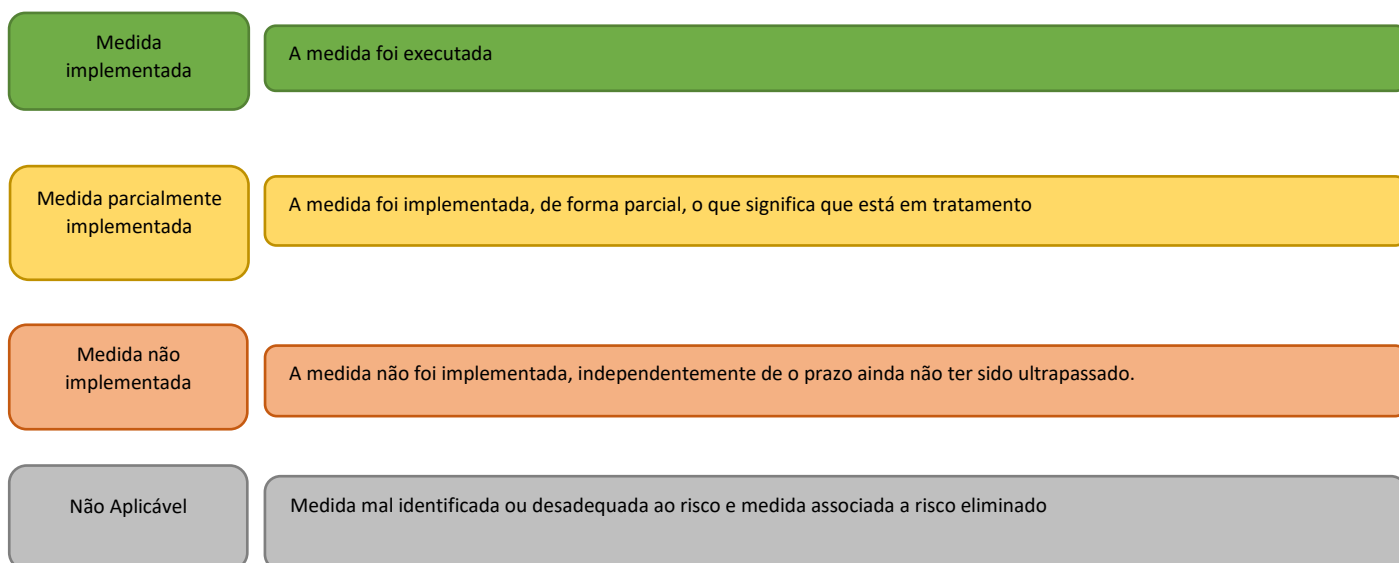 Medida
implementada
A medida foi executada
Medida parcialmente
implementada
A medida foi implementada, de forma parcial, o que significa que está em tratamento
Medida não
implementada
A medida não foi implementada, independentemente de o prazo ainda não ter sido ultrapassado.
Não Aplicável
Medida mal identificada ou desadequada ao risco e medida associada a risco eliminado